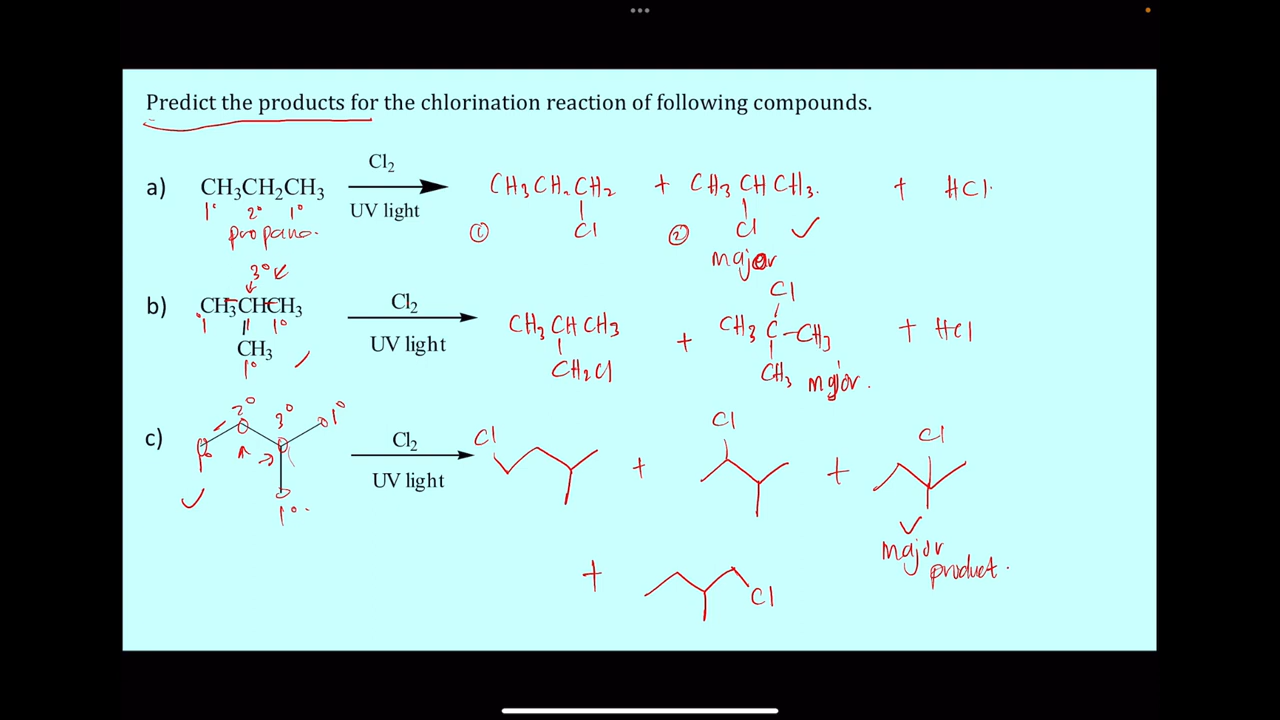 Predict the products for the chlorination reaction of following compounds.
a) CH3CH2CH3 Cl2 UV light CH3CH2CH2 + CH3CHCH3. + HCl.
1° 2° 1° ① Cl ② Cl
propane. major
3°
b) CH3CHCH3 Cl2 UV light CH3CHCH3 + CH3C-CH3 + HCl
1° 1° Cl
CH3 CH2Cl CH3 major.
1°
c) 2° 3° 1° Cl2 UV light Cl + Cl + Cl
1°.
major
product.
+ Cl